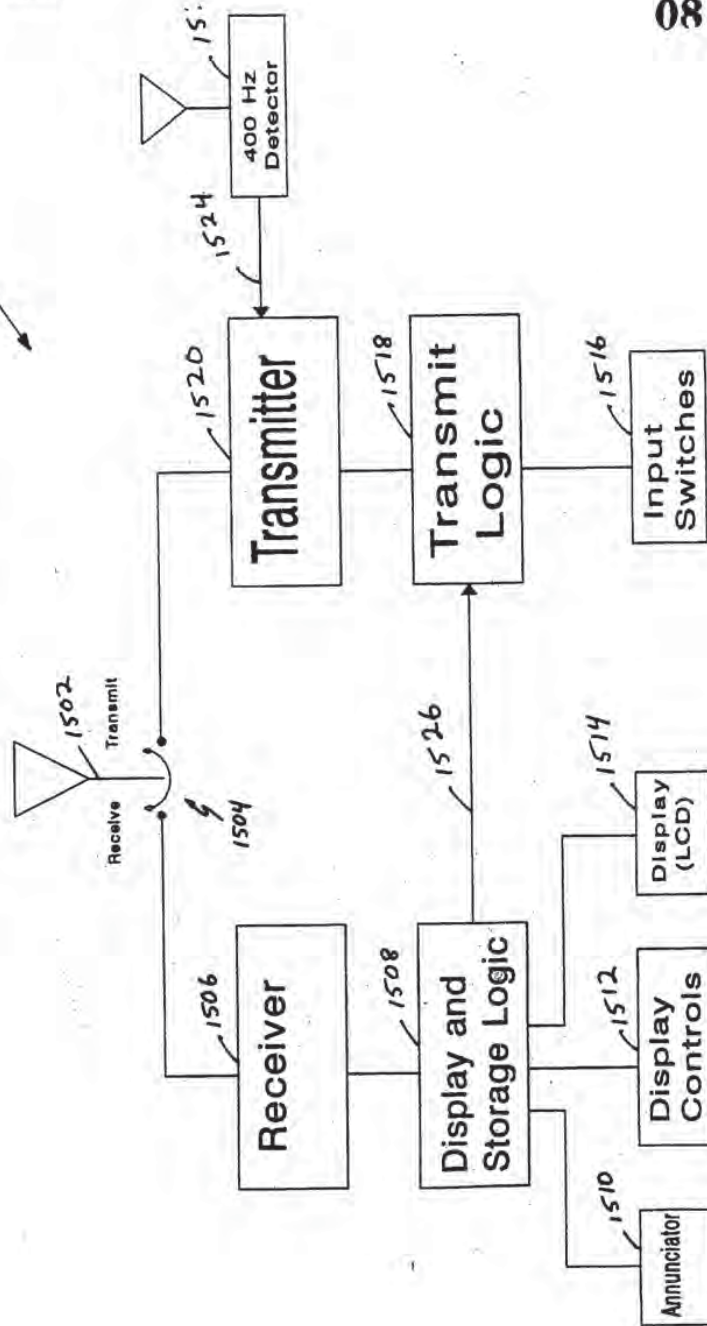 1502
Receive
Transmit
1504
1506
Receiver
1520
Transmitter
1524
400 Hz
Detector
1508
Display and
Storage Logic
1526
1518
Transmit
Logic
1510
Annunciator
1512
Display
Controls
1514
Display
(LCD)
1516
Input
Switches